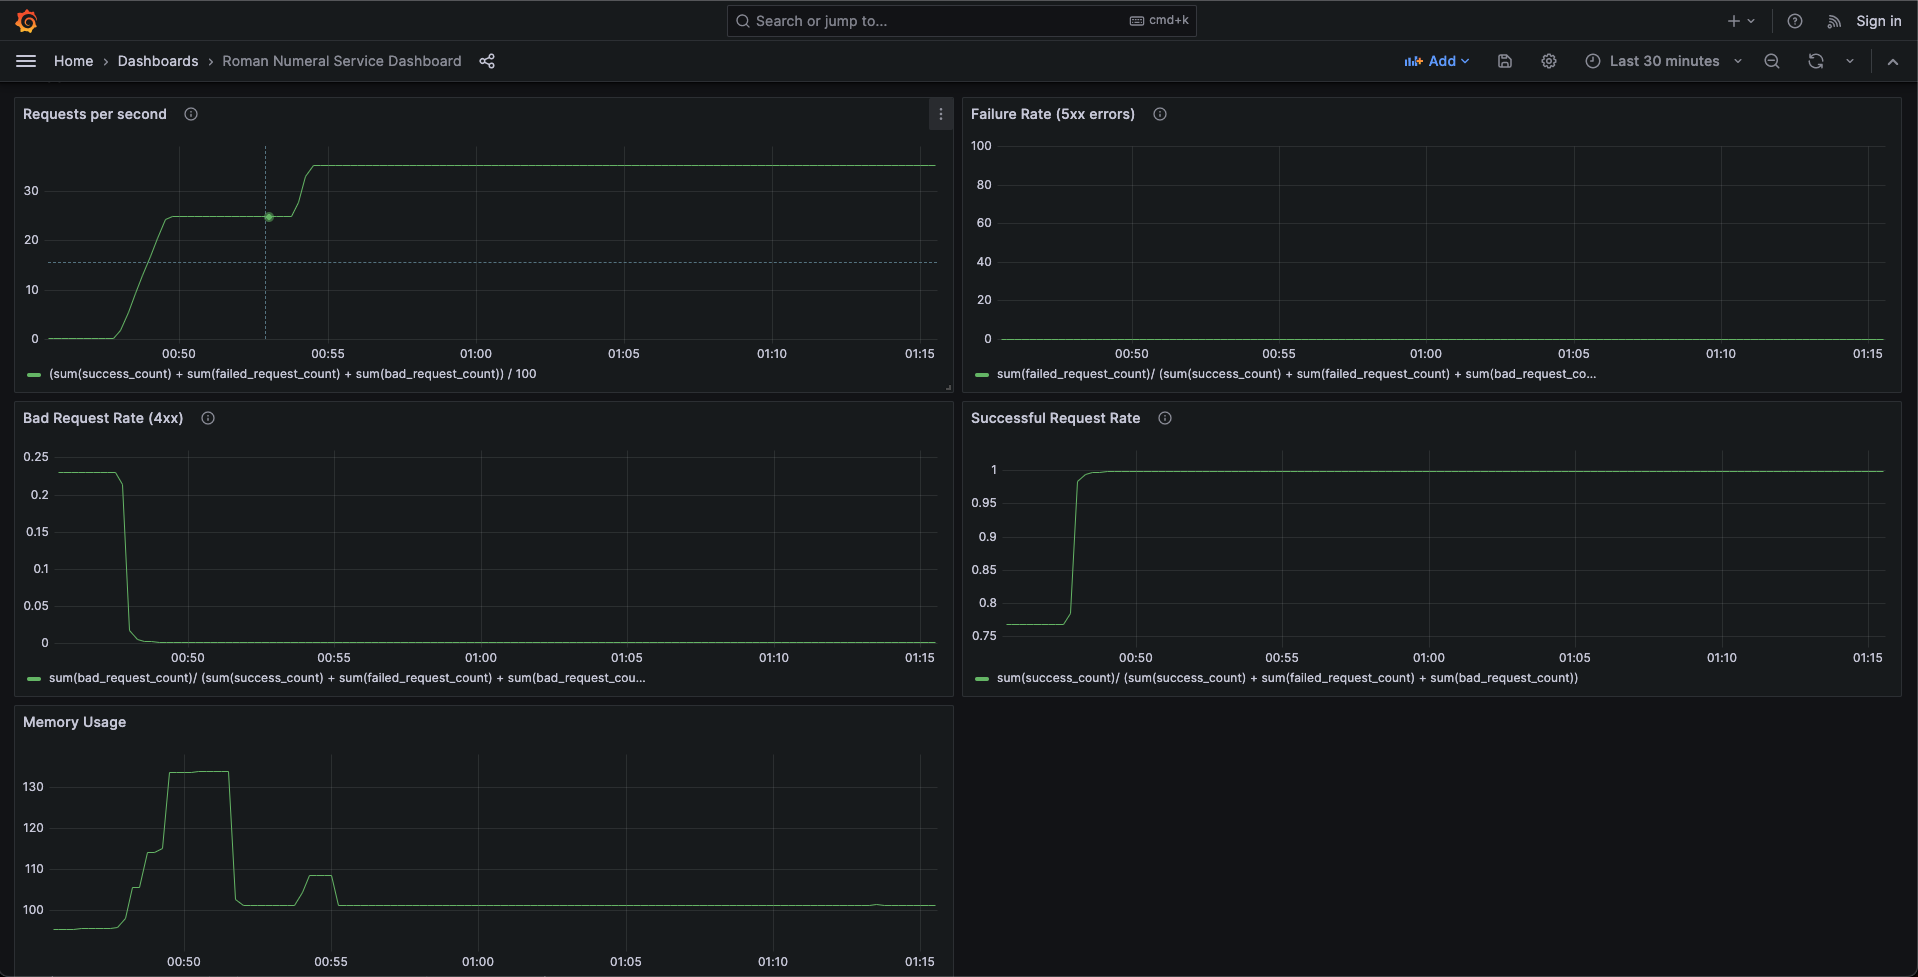 Search or jump to...
cmd+k
Sign in
Home › Dashboards › Roman Numeral Service Dashboard
Add
Last 30 minutes
Requests per second
30
20
10
0
00:50 00:55 01:00 01:05 01:10 01:15
(sum(success_count) + sum(failed_request_count) + sum(bad_request_count)) / 100
Failure Rate (5xx errors)
100
80
60
40
20
0
00:50 00:55 01:00 01:05 01:10 01:15
sum(failed_request_count)/ (sum(success_count) + sum(failed_request_count) + sum(bad_request_co...
Bad Request Rate (4xx)
0.25
0.2
0.15
0.1
0.05
0
00:50 00:55 01:00 01:05 01:10 01:15
sum(bad_request_count)/ (sum(success_count) + sum(failed_request_count) + sum(bad_request_cou...
Successful Request Rate
1
0.95
0.9
0.85
0.8
0.75
00:50 00:55 01:00 01:05 01:10 01:15
sum(success_count)/ (sum(success_count) + sum(failed_request_count) + sum(bad_request_count))
Memory Usage
130
120
110
100
00:50 00:55 01:00 01:05 01:10 01:15